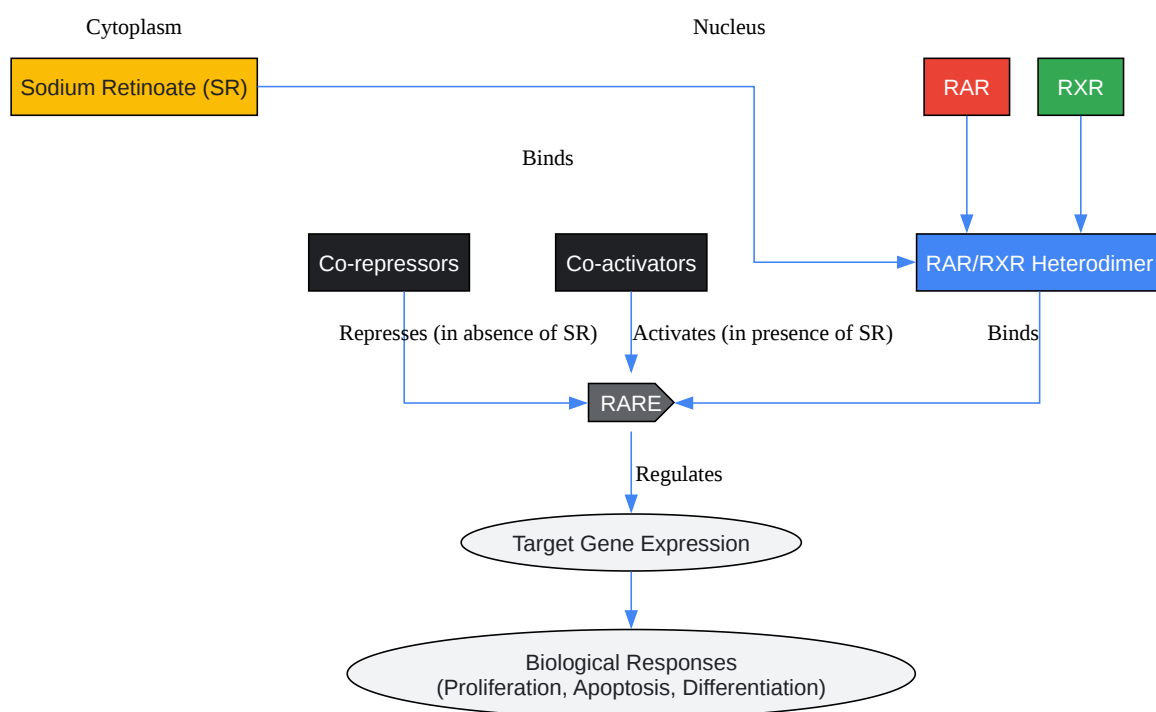 Cytoplasm
Nucleus
Sodium Retinoate (SR)
RAR
RXR
Binds
Co-repressors
Co-activators
RAR/RXR Heterodimer
Represses (in absence of SR)
Activates (in presence of SR)
Binds
RARE
Regulates
Target Gene Expression
Biological Responses
(Proliferation, Apoptosis, Differentiation)